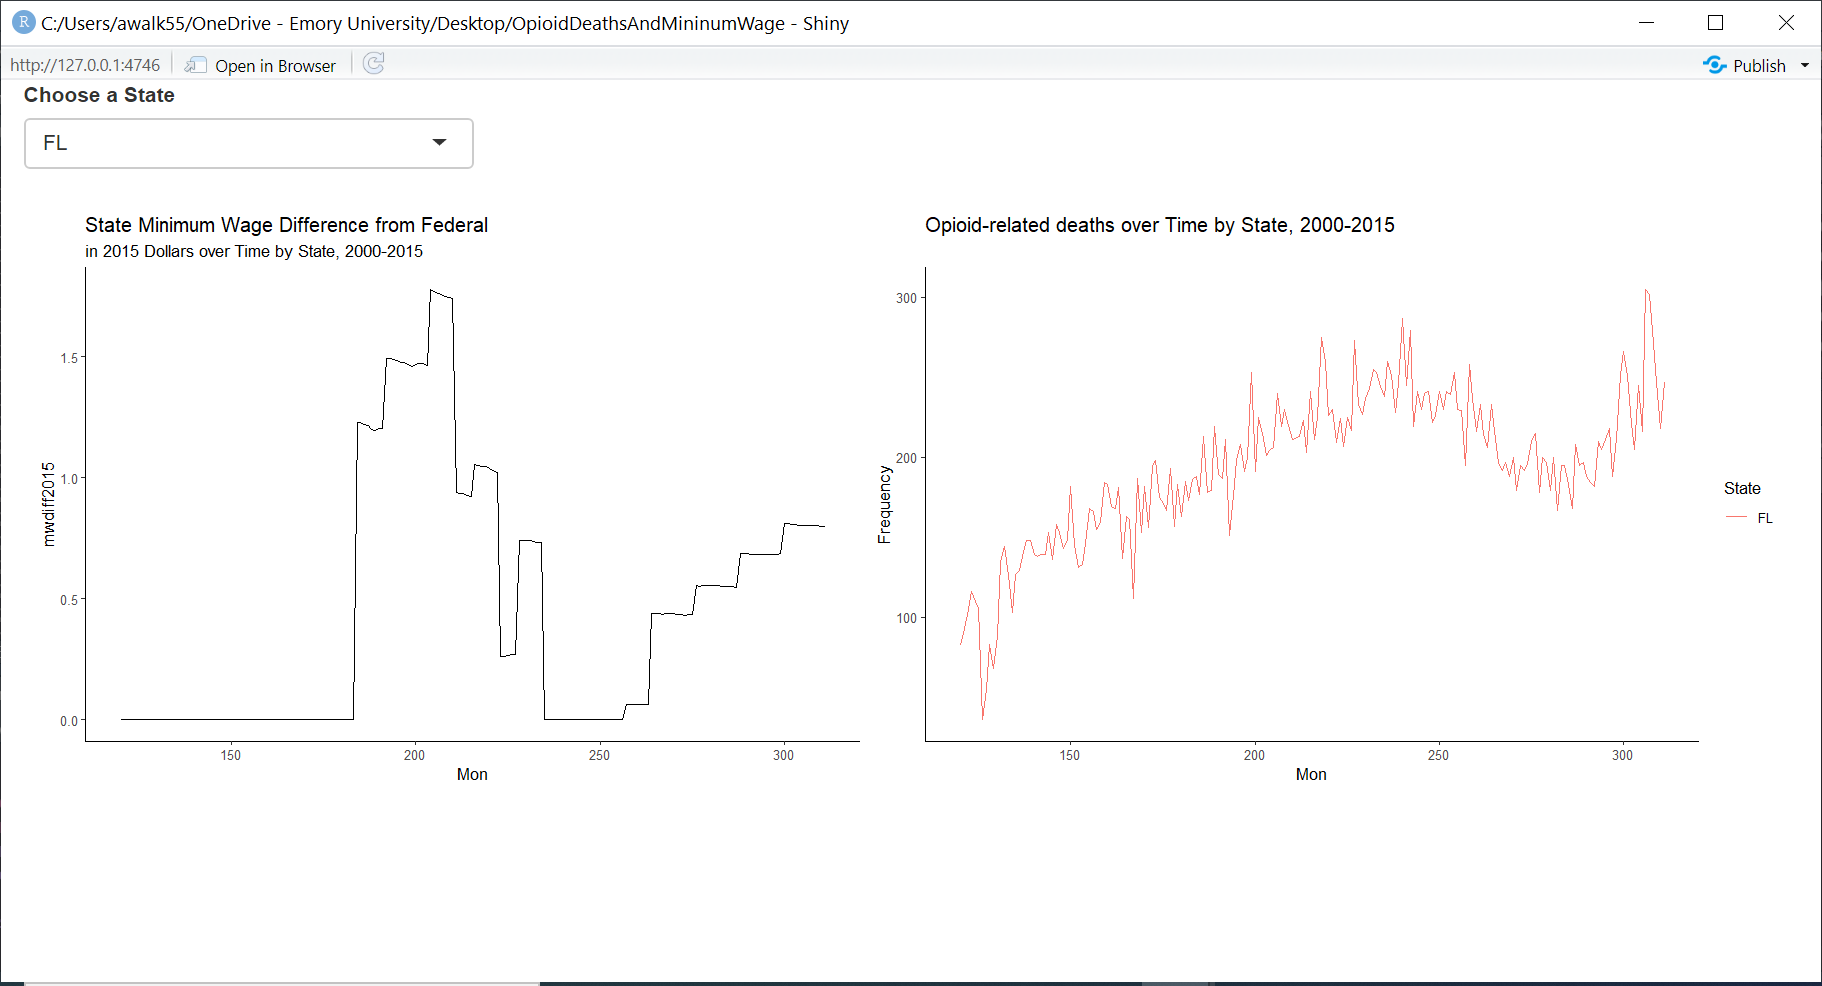 R C:/Users/awalk55/OneDrive - Emory University/Desktop/OpioidDeathsAndMininumWage - Shiny
http://127.0.0.1:4746 Open in Browser Publish
Choose a State
FL
State Minimum Wage Difference from Federal
in 2015 Dollars over Time by State, 2000-2015
mwdiff2015
1.5
1.0
0.5
0.0
150 200 250 300
Mon
Opioid-related deaths over Time by State, 2000-2015
Frequency
300
200
100
150 200 250 300
Mon
State
FL